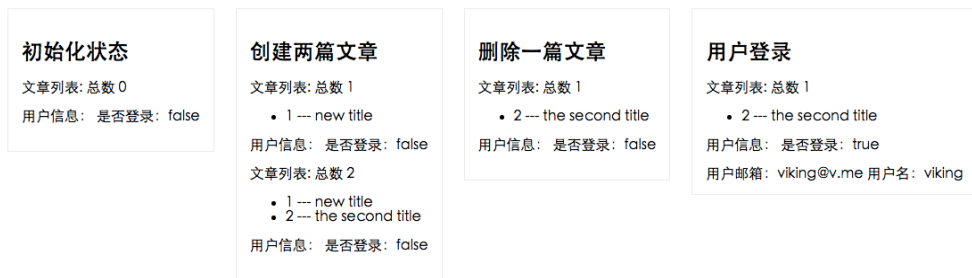 初始化状态
文章列表: 总数 0
用户信息： 是否登录：false
创建两篇文章
文章列表: 总数 1
1 --- new title
用户信息： 是否登录：false
文章列表: 总数 2
1 --- new title
2 --- the second title
用户信息： 是否登录：false
删除一篇文章
文章列表: 总数 1
2 --- the second title
用户信息： 是否登录：false
用户登录
文章列表: 总数 1
2 --- the second title
用户信息： 是否登录：true
用户邮箱：viking@v.me 用户名：viking